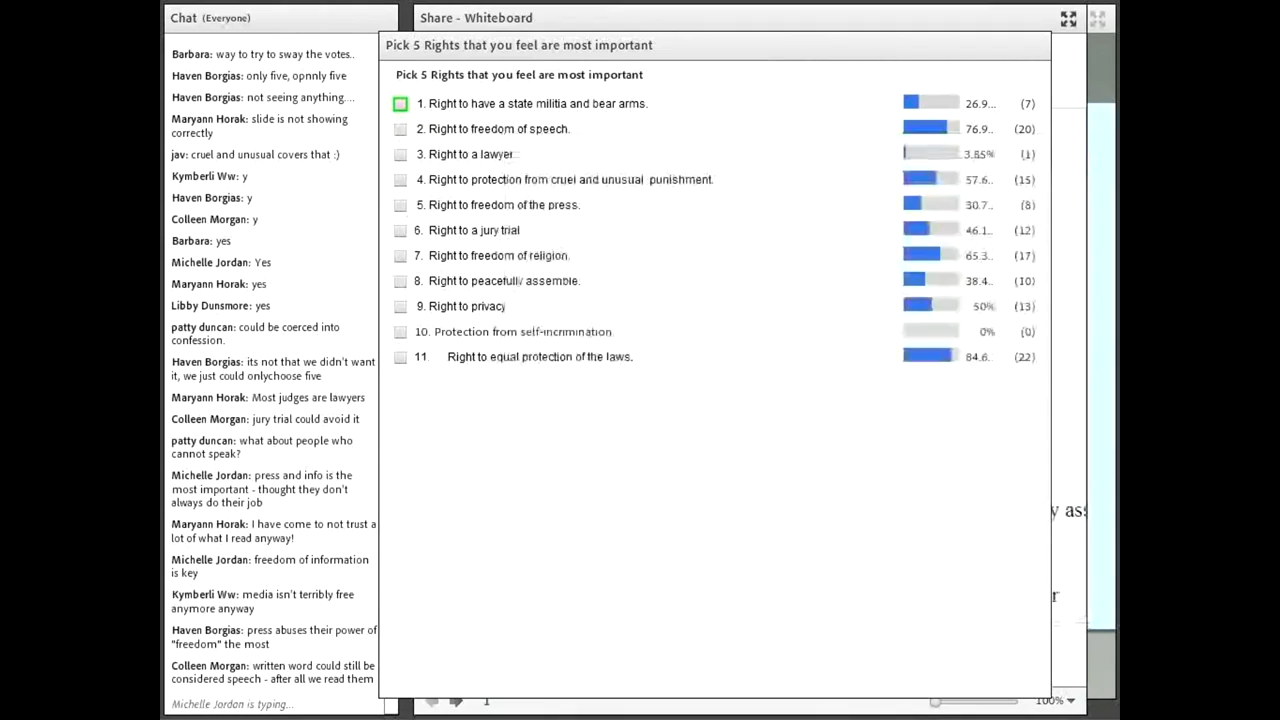 Chat (Everyone)
Barbara: way to try to sway the votes..
Haven Borgias: only five, opnnly five
Haven Borgias: not seeing anything....
Maryann Horak: slide is not showing
correctly
jav: cruel and unusual covers that :)
Kymberli Ww: y
Haven Borgias: y
Colleen Morgan: y
Barbara: yes
Michelle Jordan: Yes
Maryann Horak: yes
Libby Dunsmore: yes
patty duncan: could be coerced into
confession.
Haven Borgias: its not that we didn't want
it, we just could onlychoose five
Maryann Horak: Most judges are lawyers
Colleen Morgan: jury trial could avoid it
patty duncan: what about people who
cannot speak?
Michelle Jordan: press and info is the
most important - thought they don't
always do their job
Maryann Horak: I have come to not trust a
lot of what I read anyway!
Michelle Jordan: freedom of information
is key
Kymberli Ww: media isn't terribly free
anymore anyway
Haven Borgias: press abuses their power of
"freedom" the most
Colleen Morgan: written word could still be
considered speech - after all we read them
Michelle Jordan is typing...
Share - Whiteboard
Pick 5 Rights that you feel are most important
Pick 5 Rights that you feel are most important
1. Right to have a state militia and bear arms. 26.9.. (7)
2. Right to freedom of speech. 76.9.. (20)
3. Right to a lawyer 3.85% (1)
4. Right to protection from cruel and unusual punishment. 57.6.. (15)
5. Right to freedom of the press. 30.7.. (8)
6. Right to a jury trial 46.1.. (12)
7. Right to freedom of religion. 65.3.. (17)
8. Right to peacefully assemble. 38.4.. (10)
9. Right to privacy 50% (13)
10. Protection from self-incrimination 0% (0)
11 Right to equal protection of the laws. 84.6.. (22)
y ass
r
1
100%